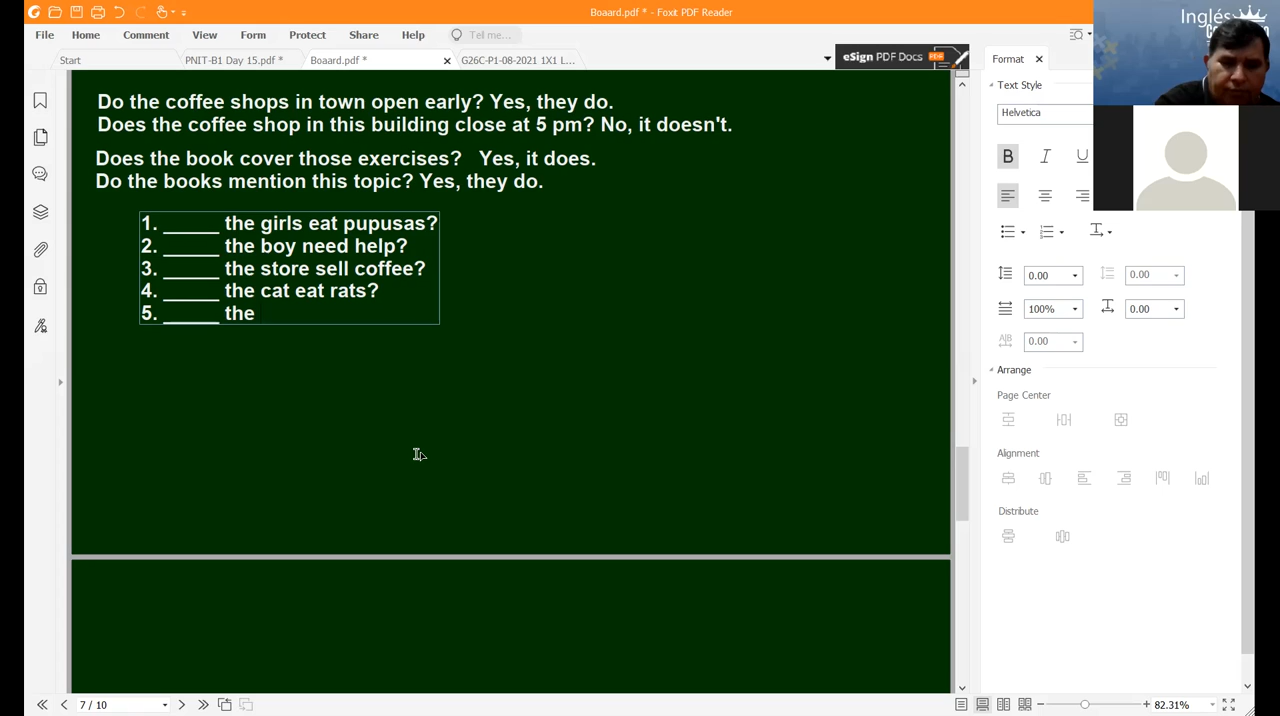 Boaard.pdf * - Foxit PDF Reader
Inglés
File Home Comment View Form Protect Share Help Tell me...
Start PNIT-B1 Day 15.pdf * Boaard.pdf * G26C-P1-08-2021 1X1 L... eSign PDF Docs
Format
Text Style
Helvetica
B I U
Do the coffee shops in town open early? Yes, they do.
Does the coffee shop in this building close at 5 pm? No, it doesn't.
Does the book cover those exercises? Yes, it does.
Do the books mention this topic? Yes, they do.
1. _____ the girls eat pupusas?
2. _____ the boy need help?
3. _____ the store sell coffee?
4. _____ the cat eat rats?
5. _____ the
0.00 0.00
100% 0.00
0.00
Arrange
Page Center
Alignment
Distribute
7 / 10
82.31%